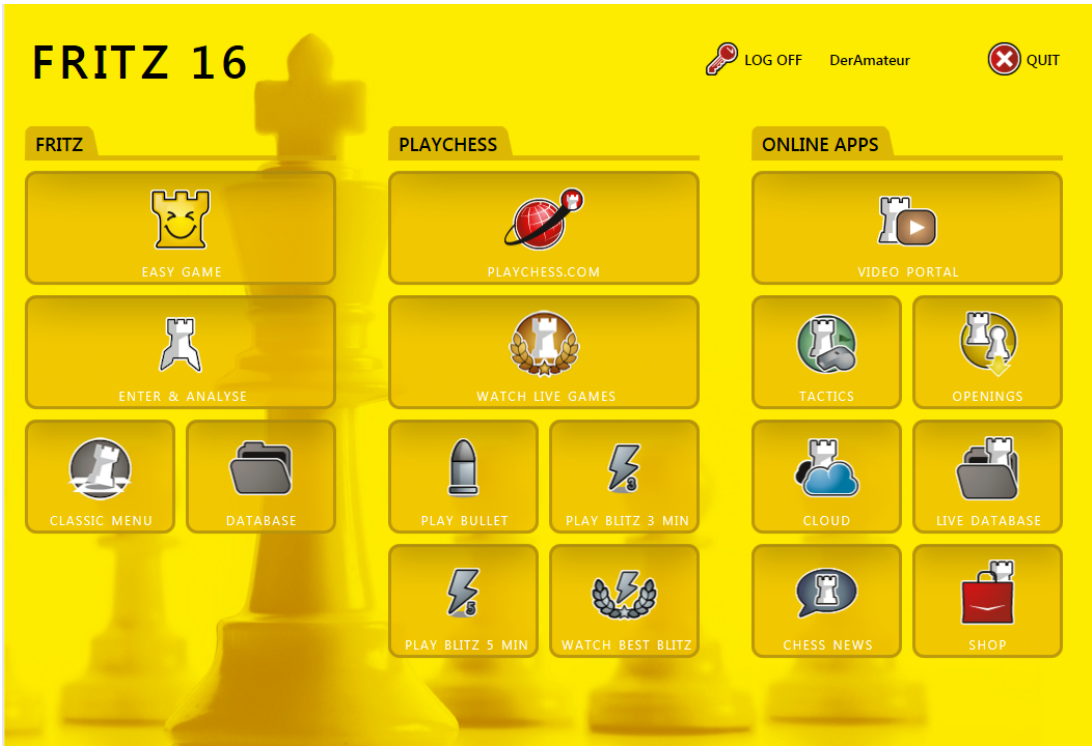 FRITZ 16
LOG OFF DerAmateur QUIT
FRITZ
EASY GAME
ENTER & ANALYSE
CLASSIC MENU DATABASE
PLAYCHESS
PLAYCHESS.COM
WATCH LIVE GAMES
PLAY BULLET PLAY BLITZ 3 MIN
3
PLAY BLITZ 5 MIN WATCH BEST BLITZ
5
ONLINE APPS
VIDEO PORTAL
TACTICS OPENINGS
CLOUD LIVE DATABASE
CHESS NEWS SHOP